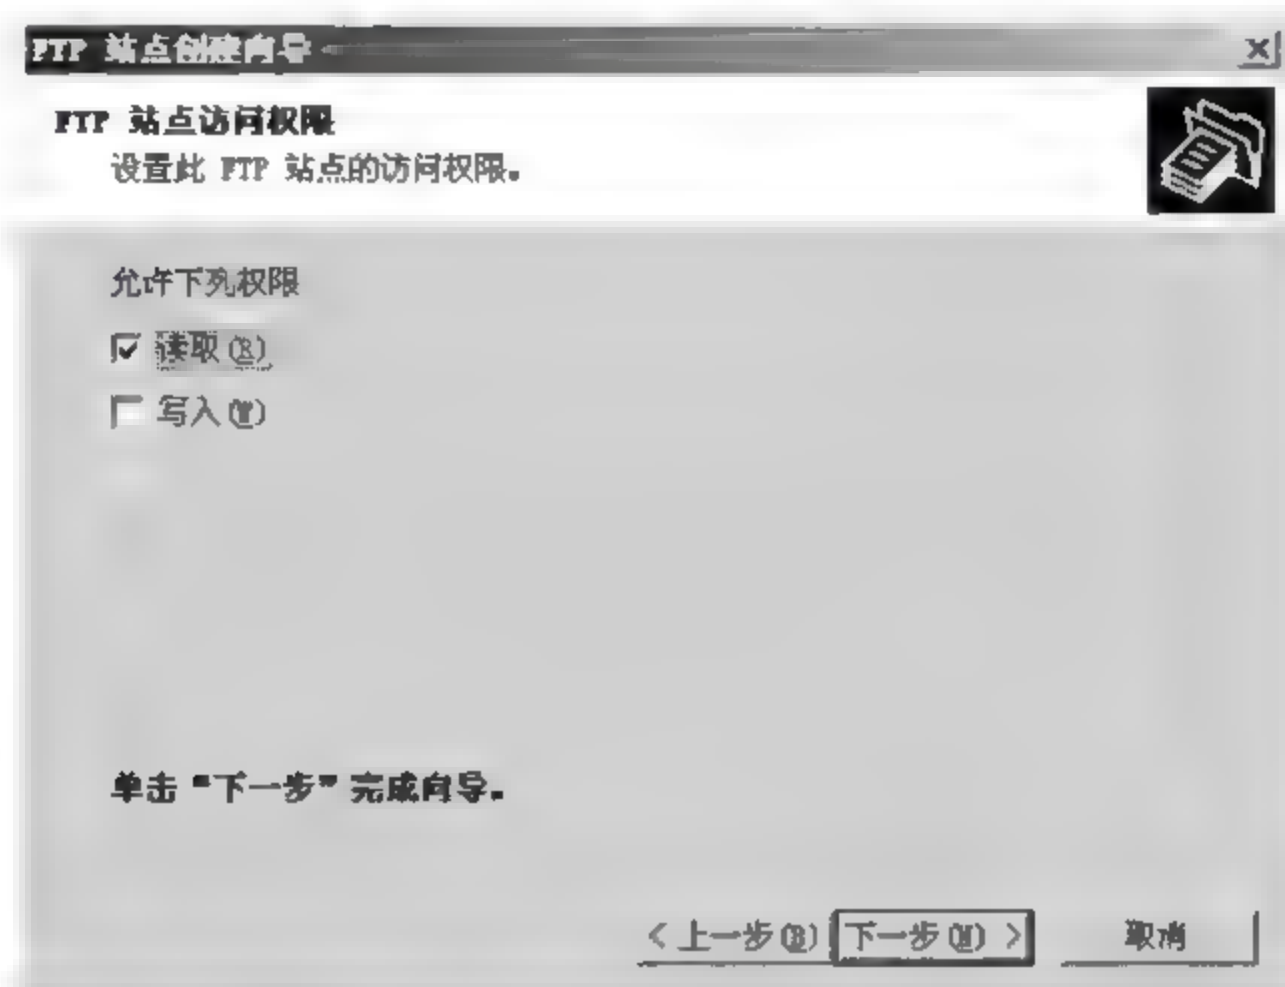 FTP 站点创建向导
FTP 站点访问权限
设置此 FTP 站点的访问权限。
允许下列权限
读取(R)
写入(W)
单击“下一步”完成向导。
< 上一步(B) 下一步(N) > 取消